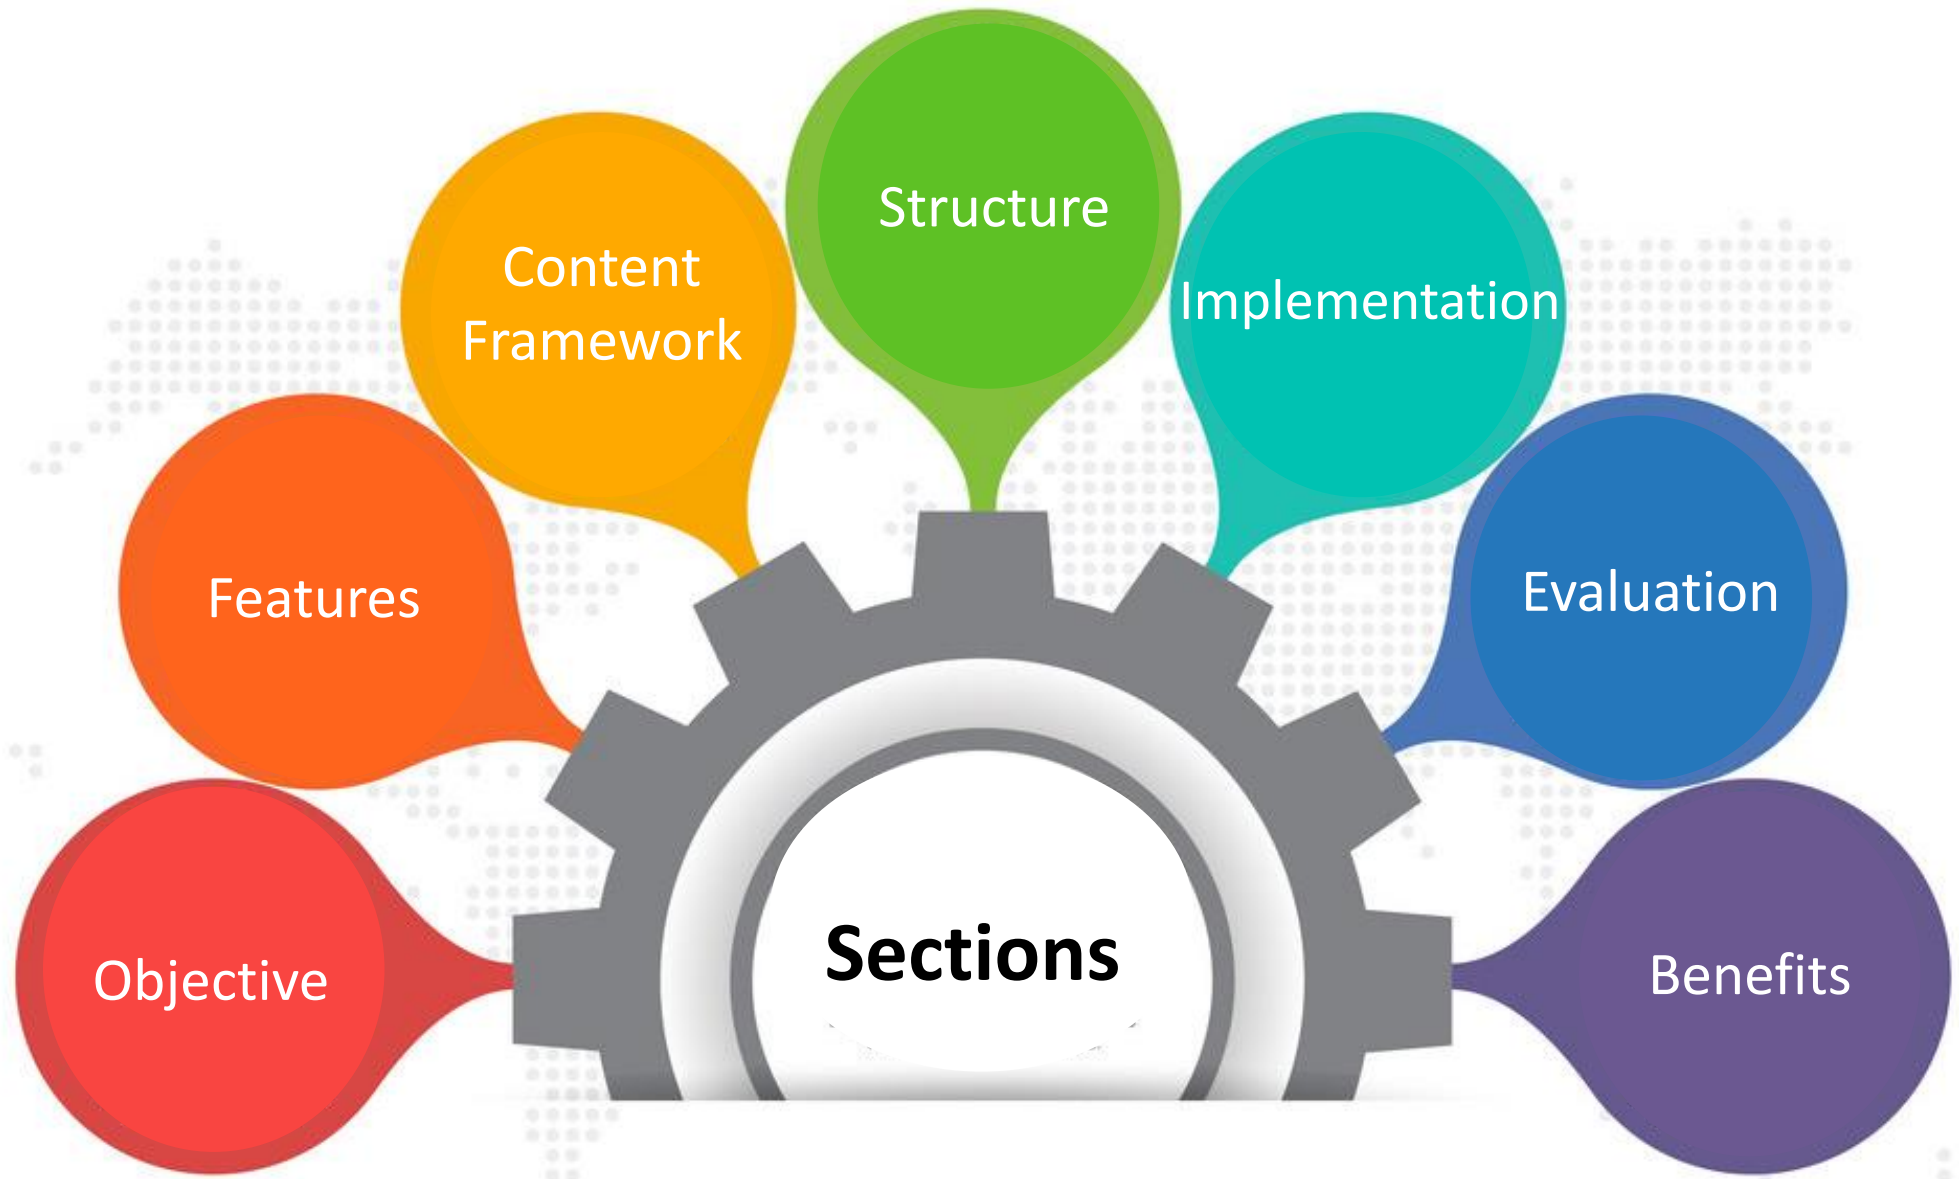 Objective
Features
Content
Framework
Structure
Implementation
Evaluation
Benefits
Sections